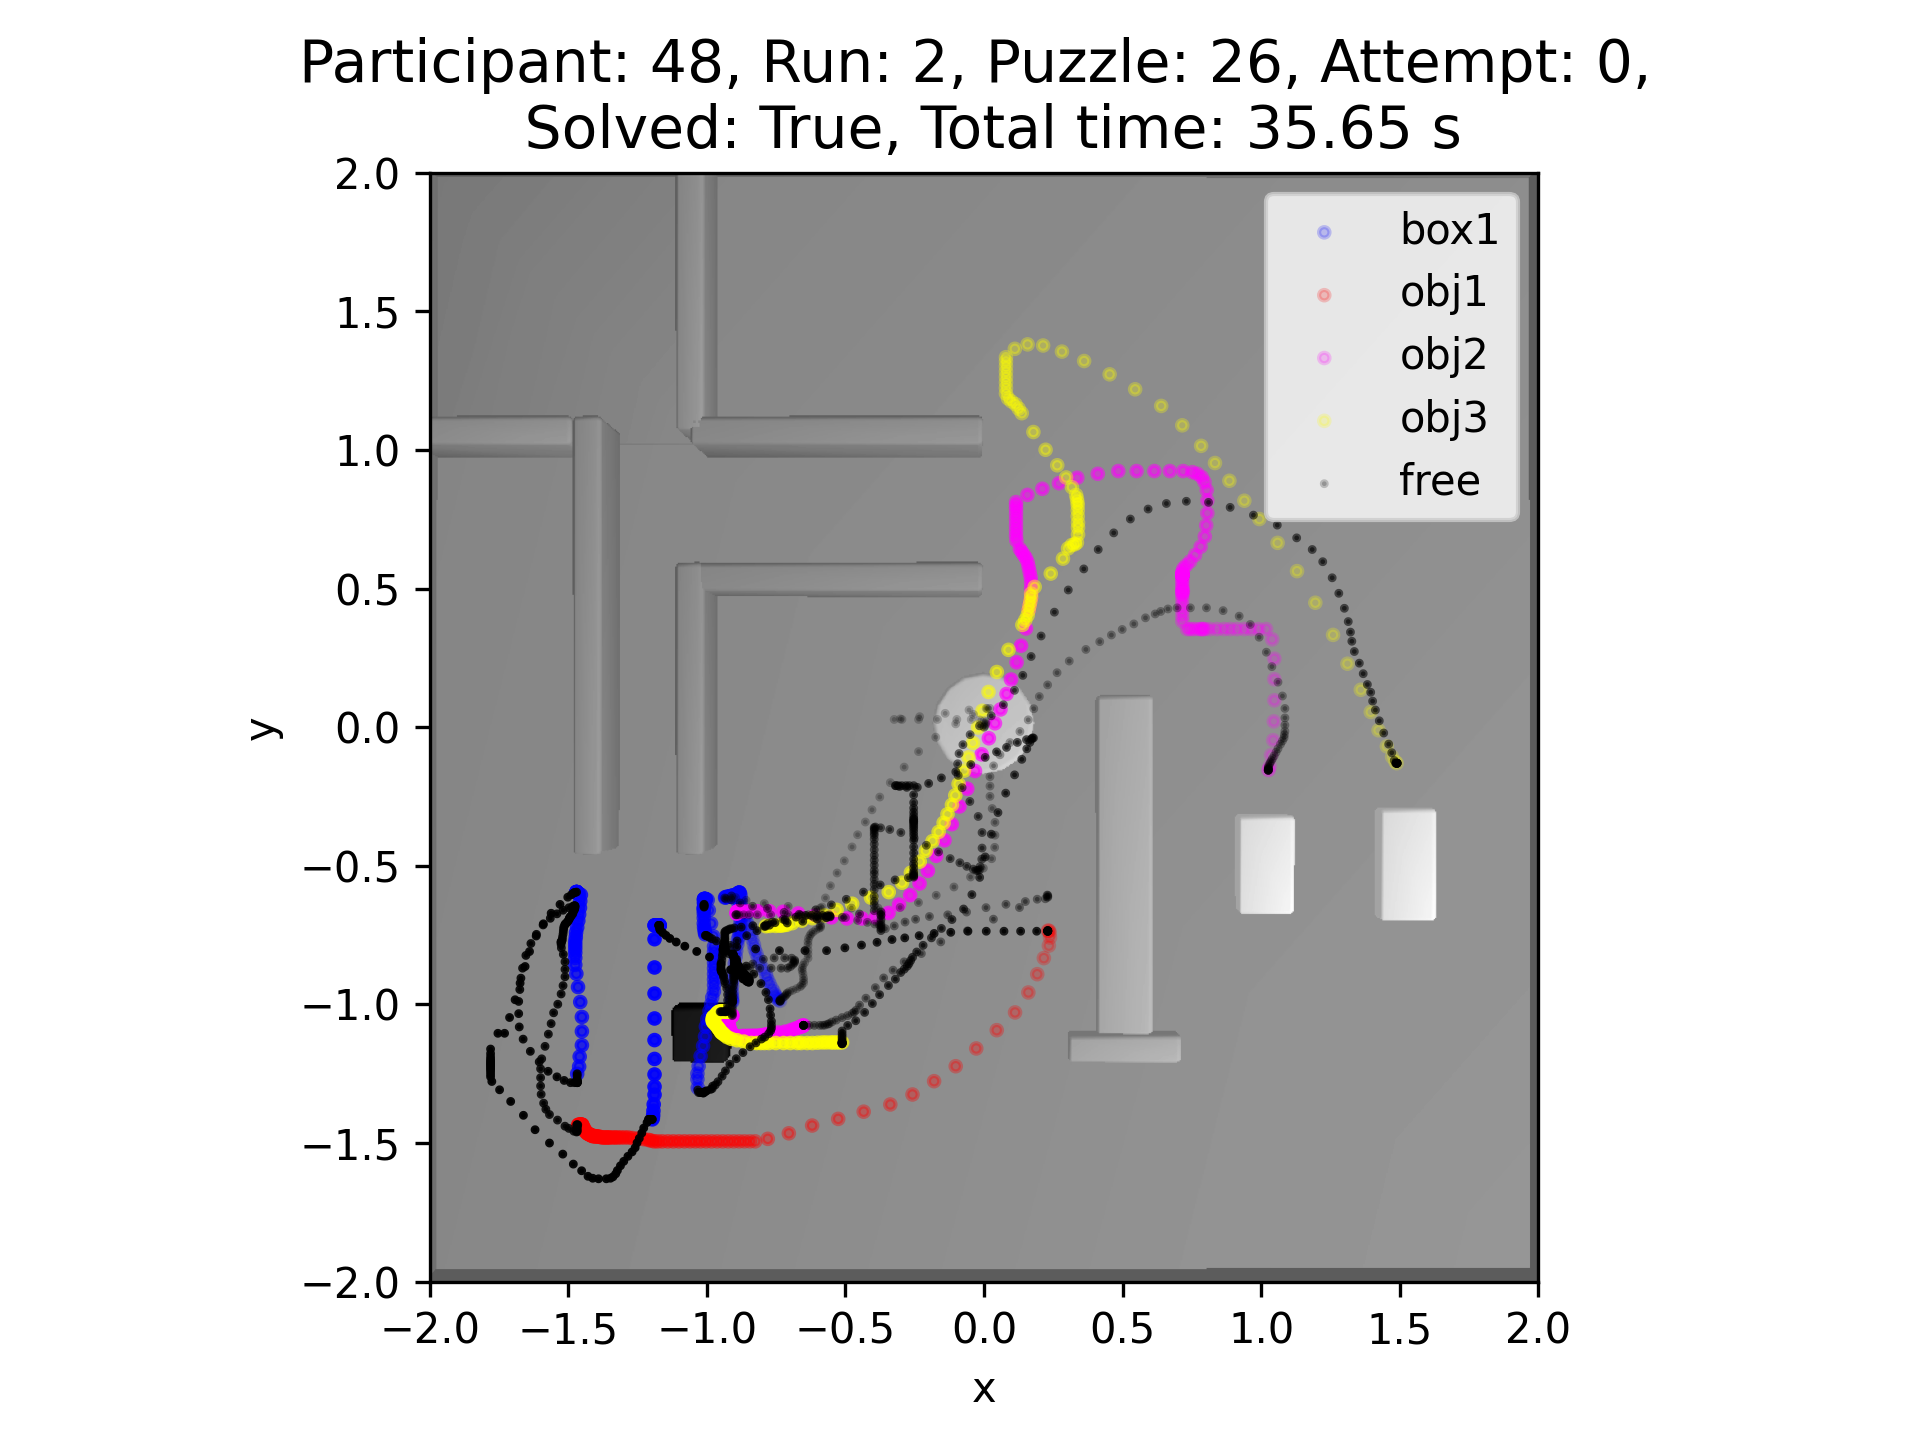 Participant: 48, Run: 2, Puzzle: 26, Attempt: 0,
Solved: True, Total time: 35.65 s
2.0
1.5
1.0
0.5
0.0
−0.5
−1.0
−1.5
−2.0
y
box1
obj1
obj2
obj3
free
−2.0 −1.5 −1.0 −0.5 0.0 0.5 1.0 1.5 2.0
x